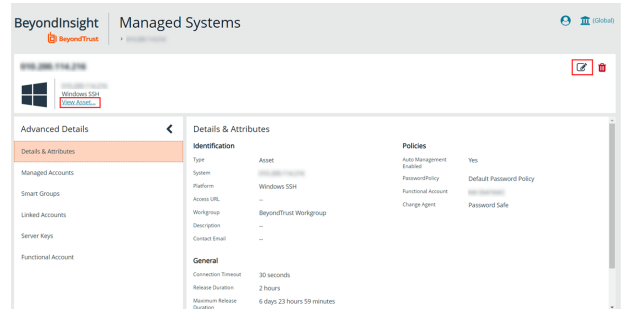 BeyondInsight
BeyondTrust
Managed Systems
(Global)
Windows SSH
View Asset...
Advanced Details
Details & Attributes
Managed Accounts
Smart Groups
Linked Accounts
Server Keys
Functional Account
Details & Attributes
Identification
Type Asset
System
Platform Windows SSH
Access URL --
Workgroup BeyondTrust Workgroup
Description --
Contact Email --
General
Connection Timeout 30 seconds
Release Duration 2 hours
Maximum Release Duration 6 days 23 hours 59 minutes
Policies
Auto Management Enabled Yes
PasswordPolicy Default Password Policy
Functional Account
Change Agent Password Safe